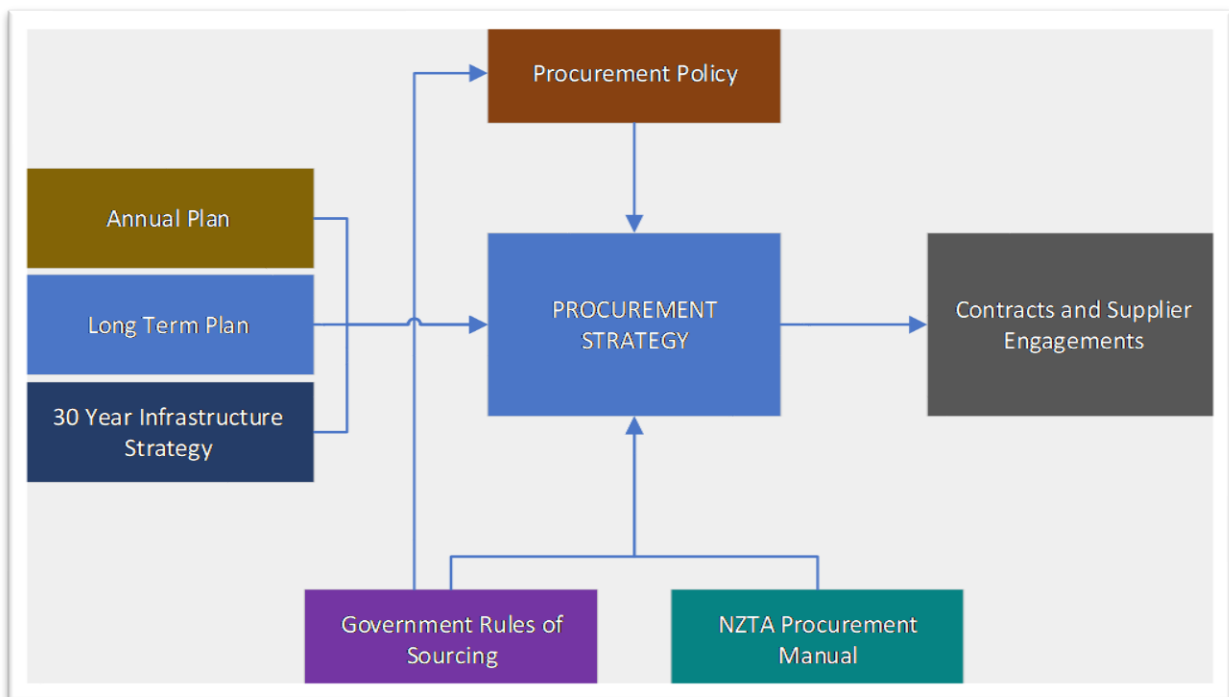 Procurement Policy
Annual Plan
Long Term Plan
30 Year Infrastructure
Strategy
PROCUREMENT
STRATEGY
Contracts and Supplier
Engagements
Government Rules of
Sourcing
NZTA Procurement
Manual